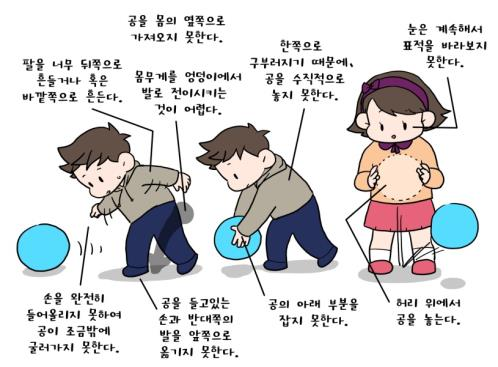 공을 몸의 옆쪽으로
가져오지 못한다.
팔을 너무 뒤쪽으로
흔들거나 혹은
바깥쪽으로 흔든다.
몸무게를 엉덩이에서
발로 전이시키는
것이 어렵다.
한쪽으로
구부러지기 때문에,
공을 수직적으로
놓지 못한다.
눈은 계속해서
표적을 바라보지
못한다.
손을 완전히
들어올리지 못하여
공이 조금밖에
굴러가지 못한다.
공을 들고있는
손과 반대쪽의
발을 앞쪽으로
옮기지 못한다.
공의 아래 부분을
잡지 못한다.
허리 위에서
공을 놓는다.